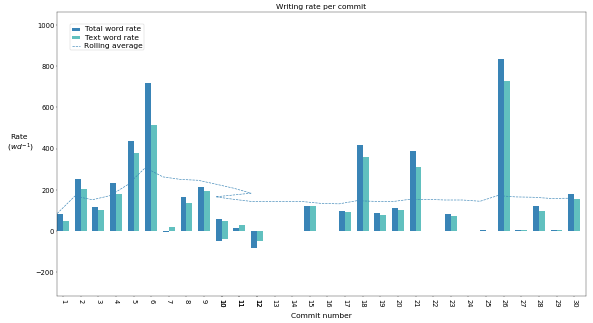 Writing rate per commit
Total word rate
Text word rate
Rolling average
1000
800
600
400
200
0
−200
Rate
(wd⁻¹)
1 2 3 4 5 6 7 8 9 10 11 12 13 14 15 16 17 18 19 20 21 22 23 24 25 26 27 28 29 30
Commit number